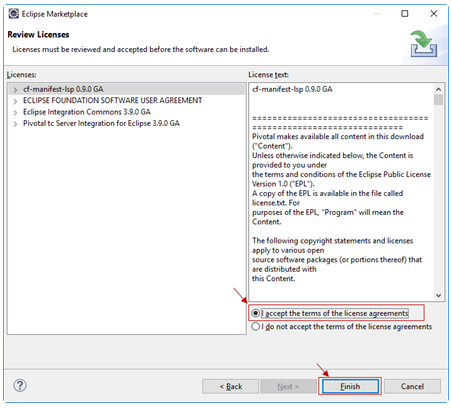 Eclipse Marketplace
Review Licenses
Licenses must be reviewed and accepted before the software can be installed.
Licenses:
cf-manifest-lsp 0.9.0 GA
ECLIPSE FOUNDATION SOFTWARE USER AGREEMENT
Eclipse Integration Commons 3.9.0 GA
Pivotal tc Server Integration for Eclipse 3.9.0 GA
License text:
cf-manifest-lsp 0.9.0 GA
====================================
==============================
Pivotal makes available all content in this download
("Content").
Unless otherwise indicated below, the Content is
provided to you under
the terms and conditions of the Eclipse Public License
Version 1.0 ("EPL").
A copy of the EPL is available in the file called
license.txt. For
purposes of the EPL, "Program" will mean the
Content.
The following copyright statements and licenses
apply to various open
source software packages (or portions thereof) that
are distributed with
this Content.
I accept the terms of the license agreements
I do not accept the terms of the license agreements
?
< Back
Next >
Finish
Cancel